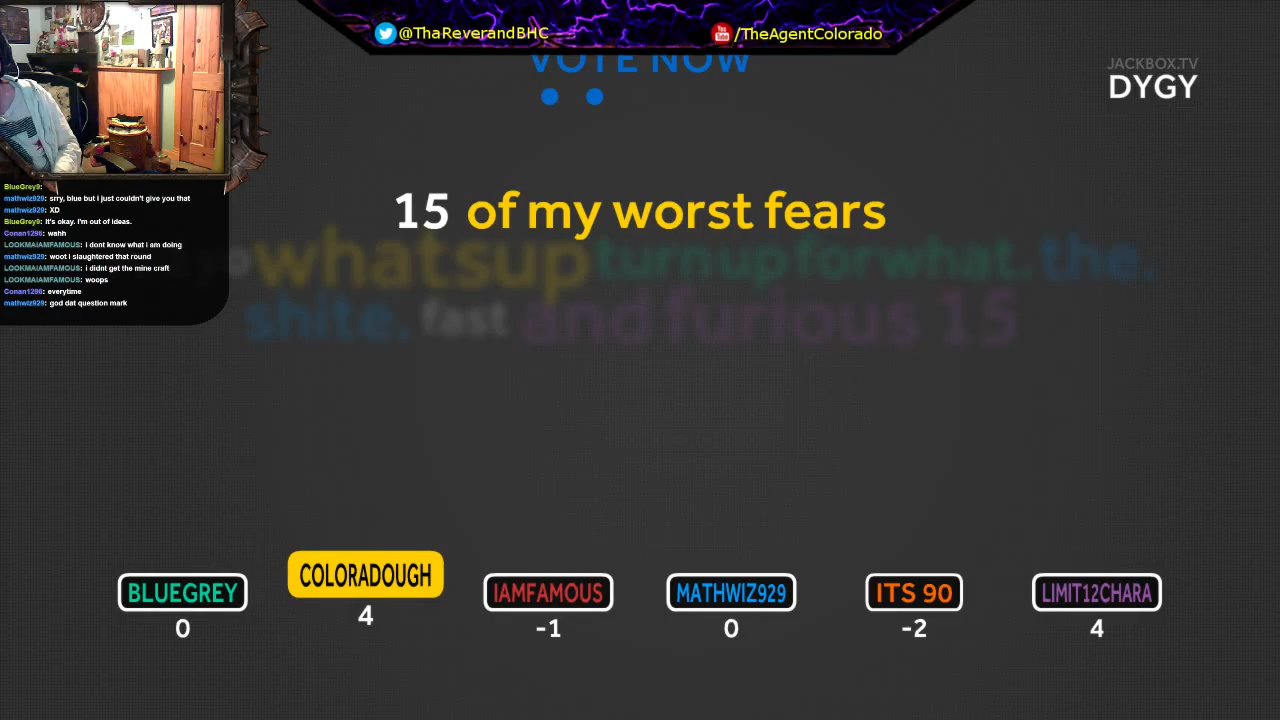 @ThaReverandBHC
/TheAgentColorado
VOTE NOW
JACKBOX.TV
DYGY
15 of my worst fears
yo whatsup turnupforwhat. the.
shite. fast and furious 15
BlueGrey9:
mathwiz929: srry, blue but i just couldn't give you that
mathwiz929: XD
BlueGrey9: It's okay. I'm out of ideas.
Conan1296: wahh
LOOKMAIAMFAMOUS: i dont know what i am doing
mathwiz929: woot i slaughtered that round
LOOKMAIAMFAMOUS: i didnt get the mine craft
LOOKMAIAMFAMOUS: woops
Conan1296: everytime
mathwiz929: god dat question mark
BLUEGREY
0
COLORADOUGH
4
IAMFAMOUS
-1
MATHWIZ929
0
ITS 90
-2
LIMIT12CHARA
4